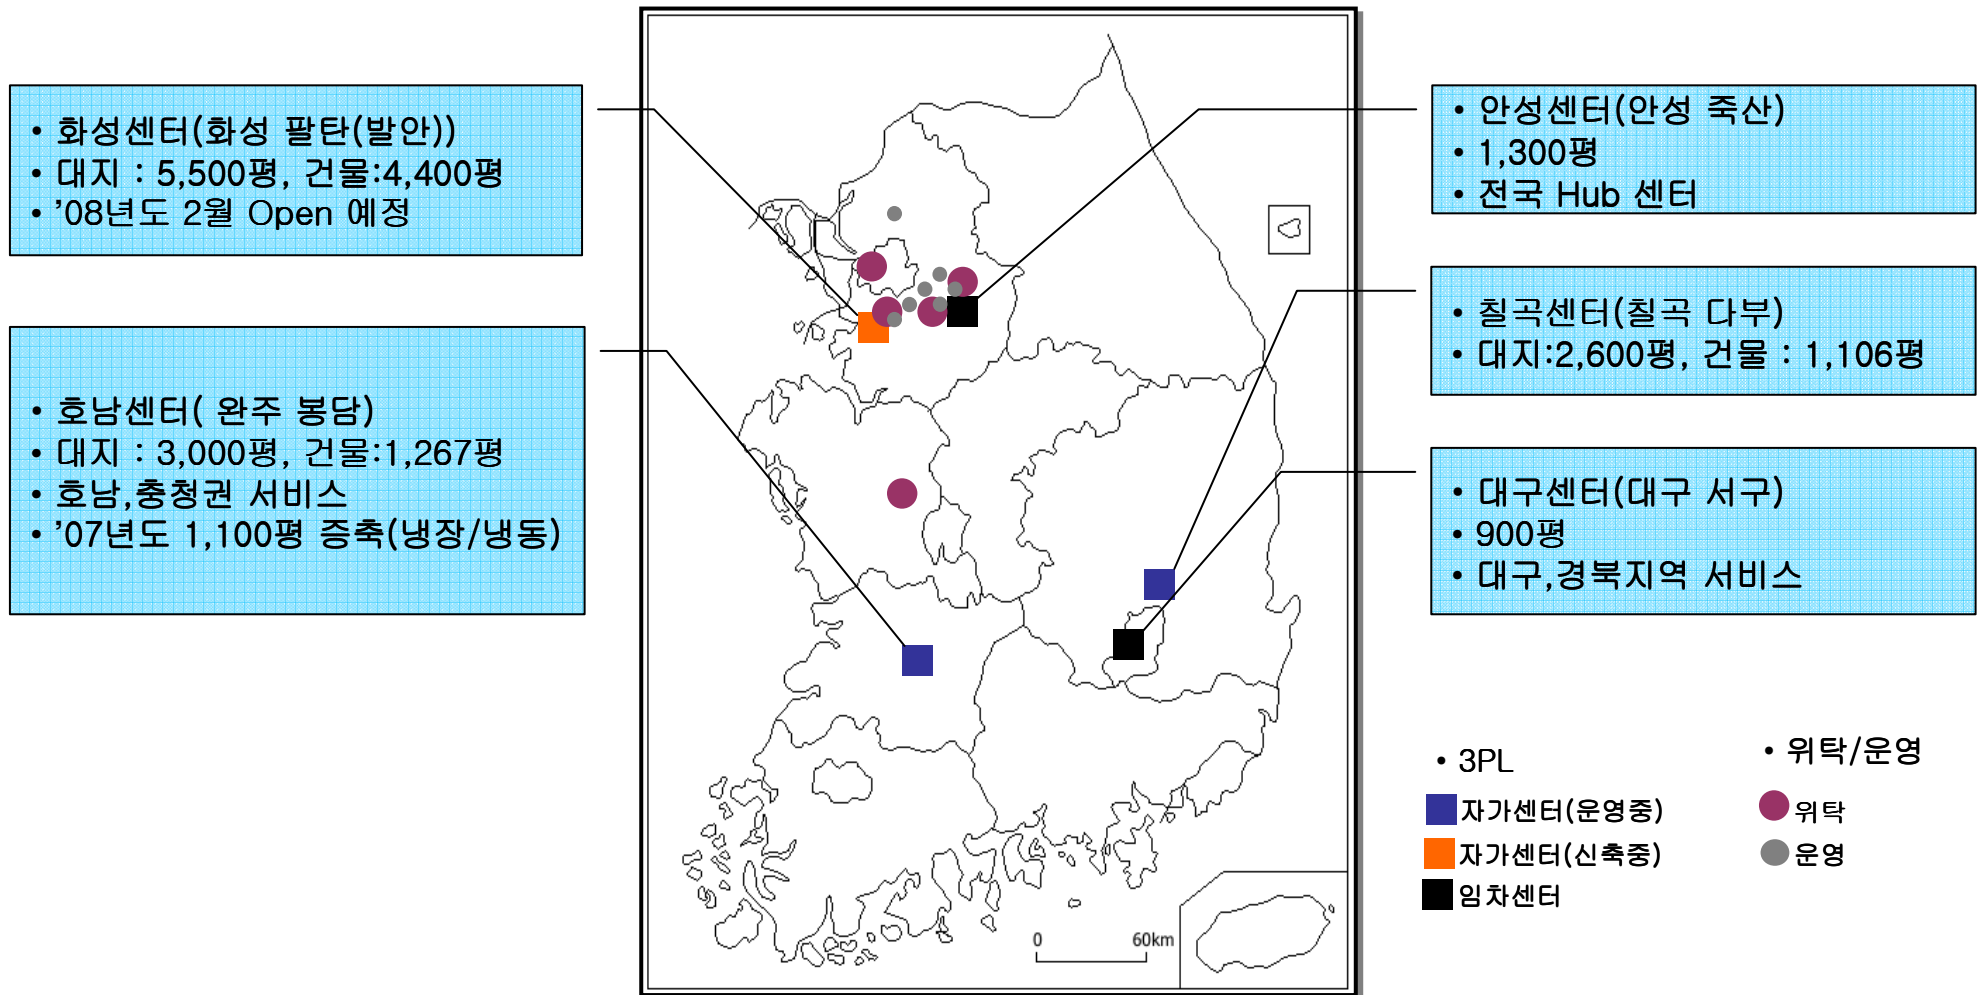 • 화성센터(화성 팔탄(발안))
• 대지 : 5,500평, 건물:4,400평
• ’08년도 2월 Open 예정
• 호남센터( 완주 봉담)
• 대지 : 3,000평, 건물:1,267평
• 호남,충청권 서비스
• ’07년도 1,100평 증축(냉장/냉동)
• 안성센터(안성 죽산)
• 1,300평
• 전국 Hub 센터
• 칠곡센터(칠곡 다부)
• 대지:2,600평, 건물 : 1,106평
• 대구센터(대구 서구)
• 900평
• 대구,경북지역 서비스
• 3PL
자가센터(운영중)
자가센터(신축중)
임차센터
• 위탁/운영
위탁
운영
0 60km